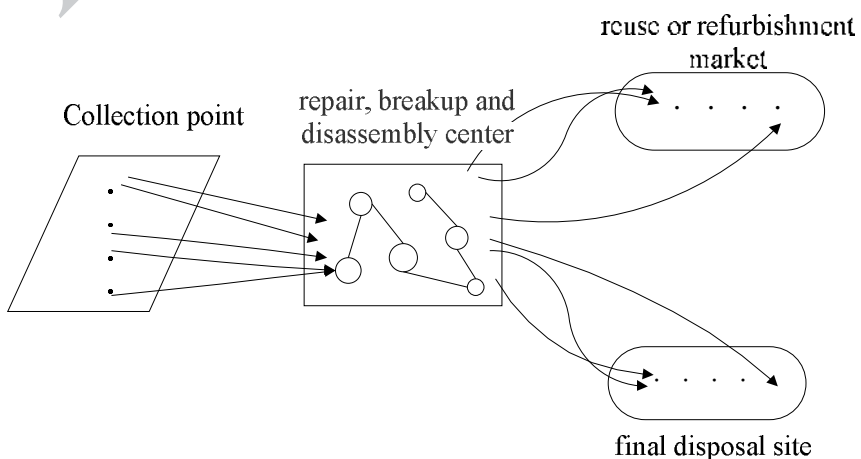 reuse or refurbishment
market
Collection point
repair, breakup and
disassembly center
final disposal site